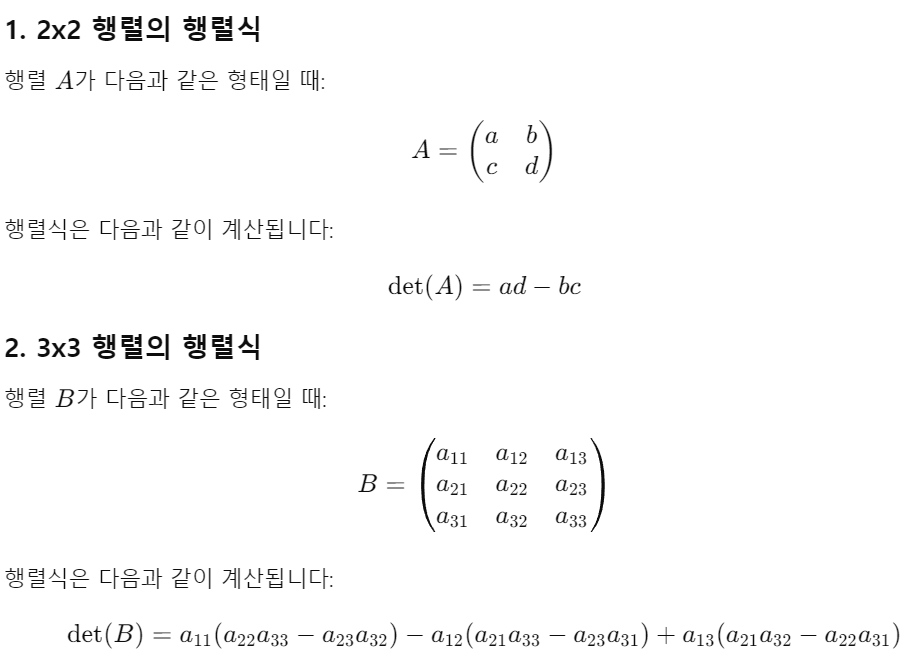 1. 2x2 행렬의 행렬식
행렬 A가 다음과 같은 형태일 때:
A = \begin{pmatrix} a & b \\ c & d \end{pmatrix}
행렬식은 다음과 같이 계산됩니다:
det(A) = ad − bc
2. 3x3 행렬의 행렬식
행렬 B가 다음과 같은 형태일 때:
B = \begin{pmatrix} a_{11} & a_{12} & a_{13} \\ a_{21} & a_{22} & a_{23} \\ a_{31} & a_{32} & a_{33} \end{pmatrix}
행렬식은 다음과 같이 계산됩니다:
det(B) = a_{11}(a_{22}a_{33} − a_{23}a_{32}) − a_{12}(a_{21}a_{33} − a_{23}a_{31}) + a_{13}(a_{21}a_{32} − a_{22}a_{31})